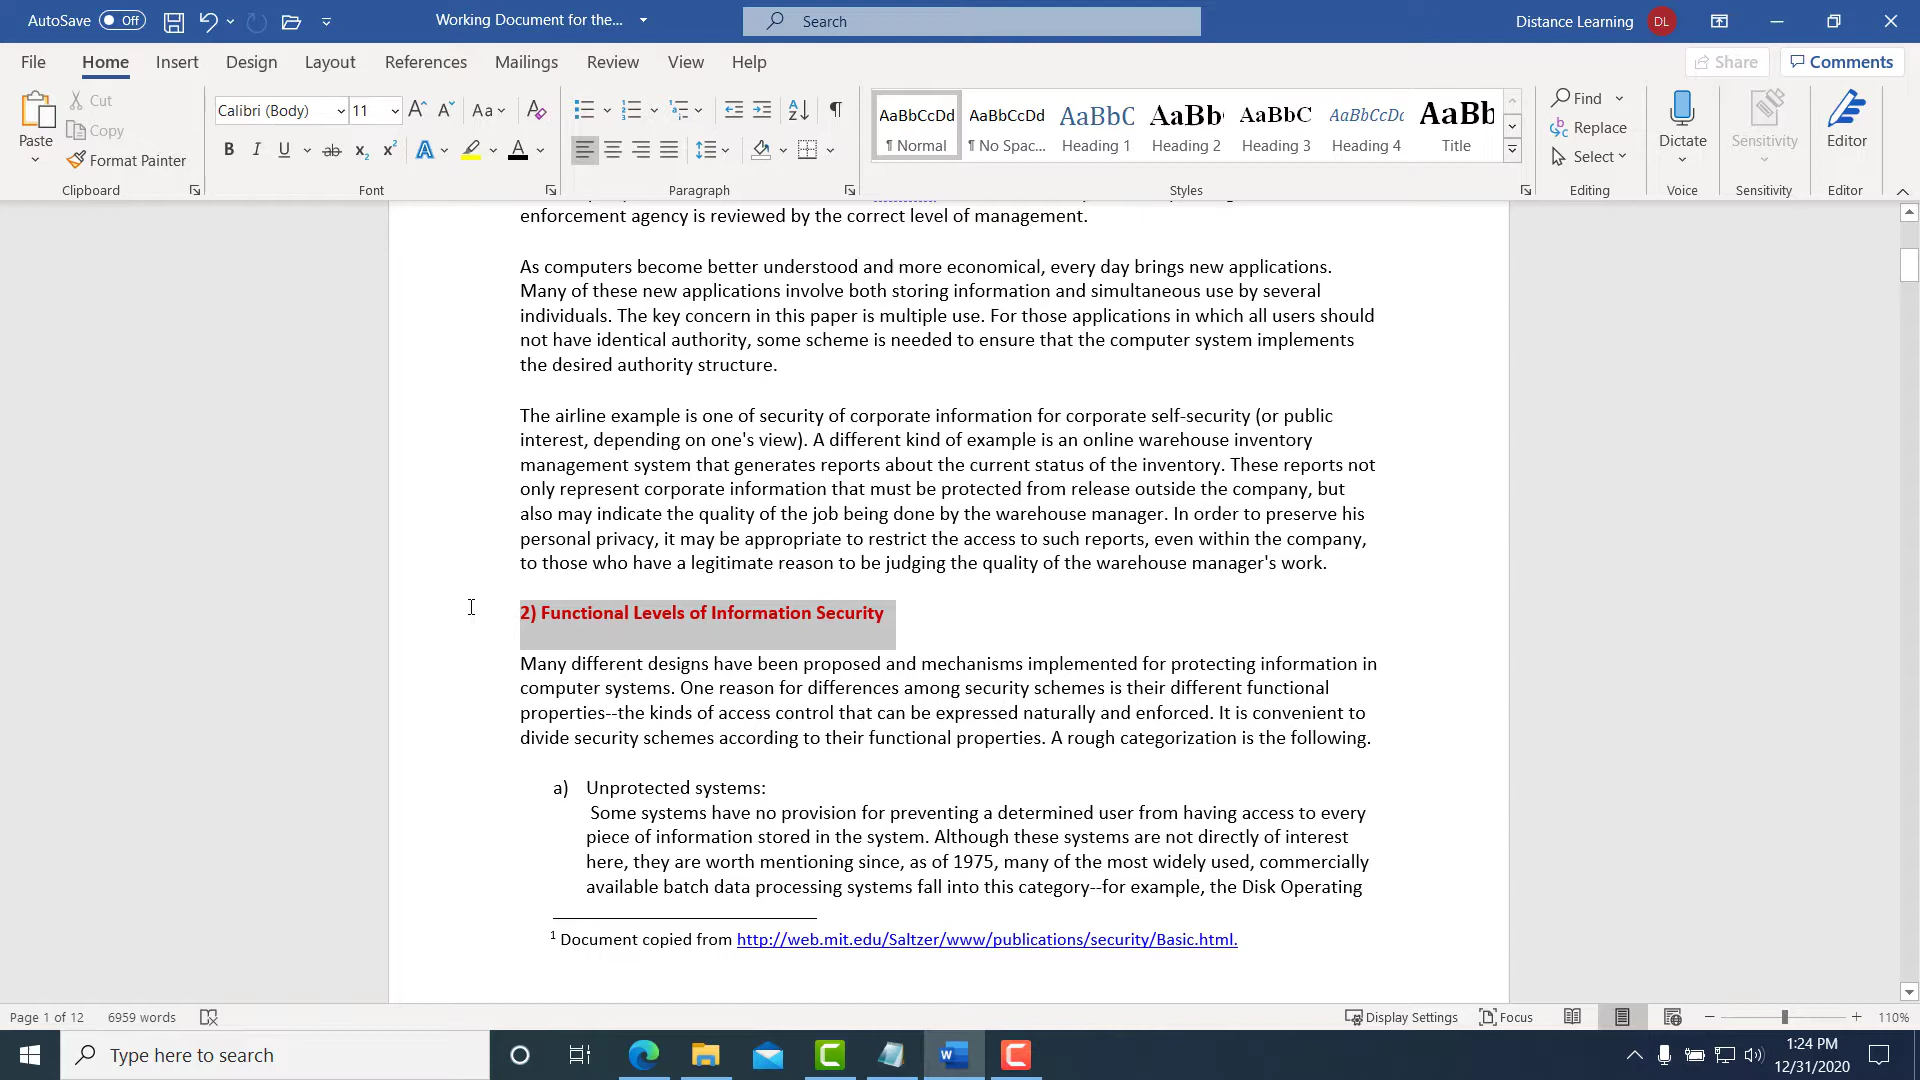 AutoSave Off Working Document for the... Search Distance Learning DL
File Home Insert Design Layout References Mailings Review View Help Share Comments
Paste Cut Copy Format Painter Clipboard
Calibri (Body) 11 Aa Font
Paragraph
AaBbCcDd AaBbCcDd AaBbC AaBb AaBbC AaBbCcDc AaBb
¶ Normal ¶ No Spac... Heading 1 Heading 2 Heading 3 Heading 4 Title
Styles
Find Replace Select Editing
Dictate Voice
Sensitivity Sensitivity
Editor Editor
enforcement agency is reviewed by the correct level of management.
As computers become better understood and more economical, every day brings new applications.
Many of these new applications involve both storing information and simultaneous use by several
individuals. The key concern in this paper is multiple use. For those applications in which all users should
not have identical authority, some scheme is needed to ensure that the computer system implements
the desired authority structure.
The airline example is one of security of corporate information for corporate self-security (or public
interest, depending on one's view). A different kind of example is an online warehouse inventory
management system that generates reports about the current status of the inventory. These reports not
only represent corporate information that must be protected from release outside the company, but
also may indicate the quality of the job being done by the warehouse manager. In order to preserve his
personal privacy, it may be appropriate to restrict the access to such reports, even within the company,
to those who have a legitimate reason to be judging the quality of the warehouse manager's work.
2) Functional Levels of Information Security
Many different designs have been proposed and mechanisms implemented for protecting information in
computer systems. One reason for differences among security schemes is their different functional
properties--the kinds of access control that can be expressed naturally and enforced. It is convenient to
divide security schemes according to their functional properties. A rough categorization is the following.
a) Unprotected systems:
Some systems have no provision for preventing a determined user from having access to every
piece of information stored in the system. Although these systems are not directly of interest
here, they are worth mentioning since, as of 1975, many of the most widely used, commercially
available batch data processing systems fall into this category--for example, the Disk Operating
1 Document copied from http://web.mit.edu/Saltzer/www/publications/security/Basic.html.
Page 1 of 12 6959 words Display Settings Focus 110%
Type here to search 1:24 PM
12/31/2020